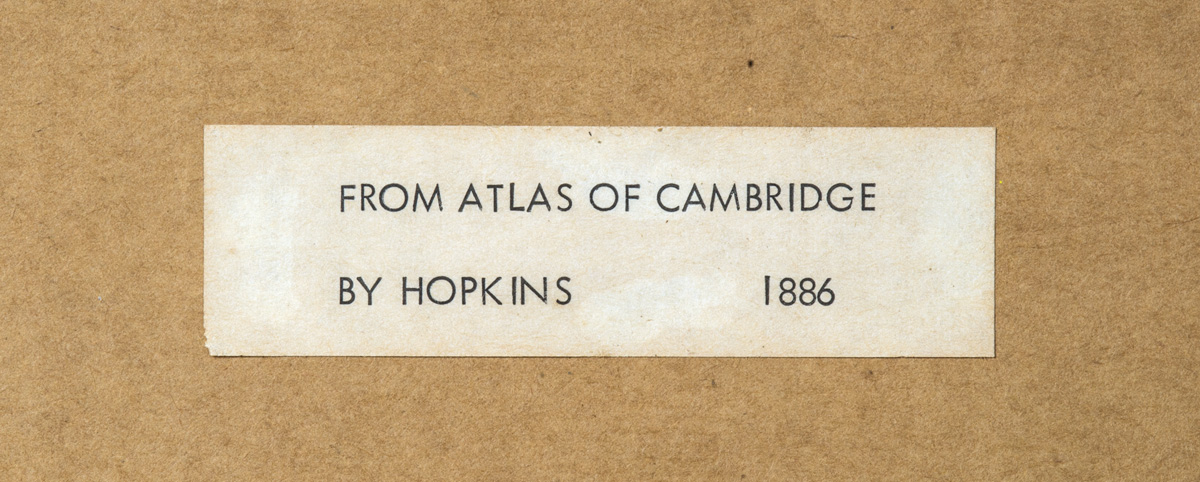 FROM ATLAS OF CAMBRIDGE
BY HOPKINS 1886